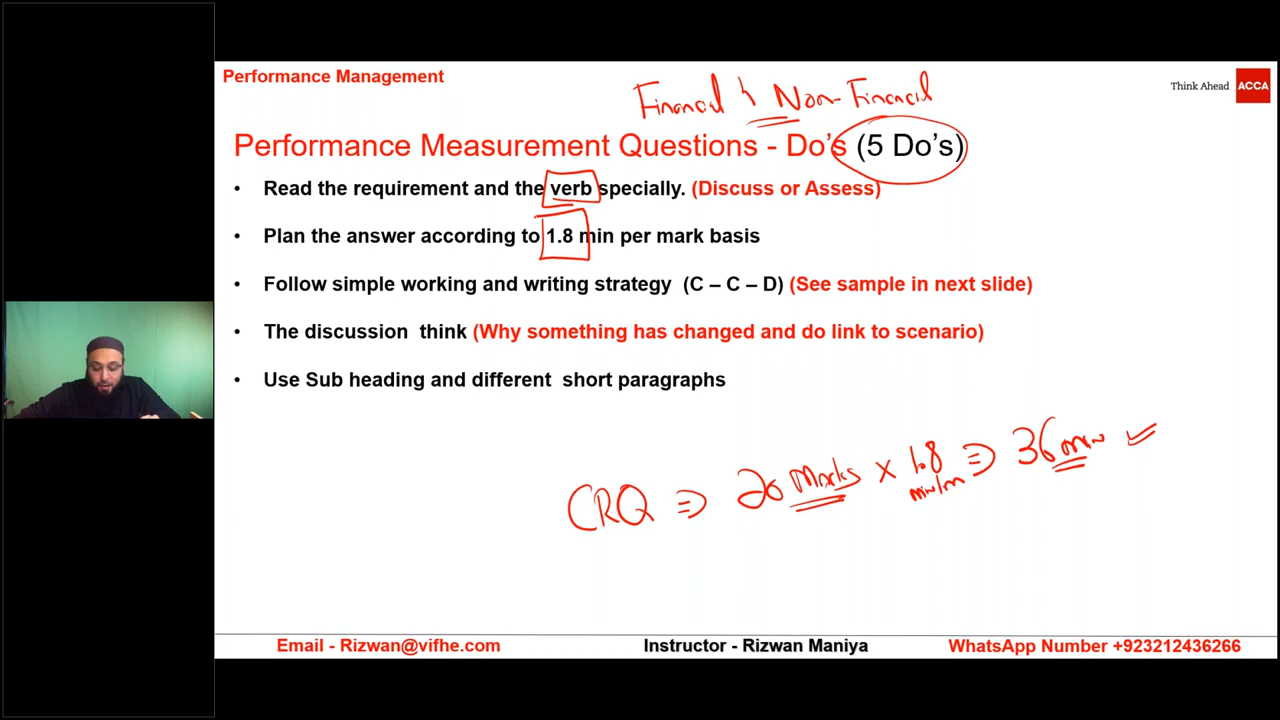 Performance Management
Financial & Non-Financial
Think Ahead ACCA
Performance Measurement Questions - Do's (5 Do's)
• Read the requirement and the verb specially. (Discuss or Assess)
• Plan the answer according to 1.8 min per mark basis
• Follow simple working and writing strategy (C – C – D) (See sample in next slide)
• The discussion think (Why something has changed and do link to scenario)
• Use Sub heading and different short paragraphs
CRQ ⇒ 20 Marks × 1.8 min/m ⇒ 36 min ✓
Email - Rizwan@vifhe.com Instructor - Rizwan Maniya WhatsApp Number +923212436266